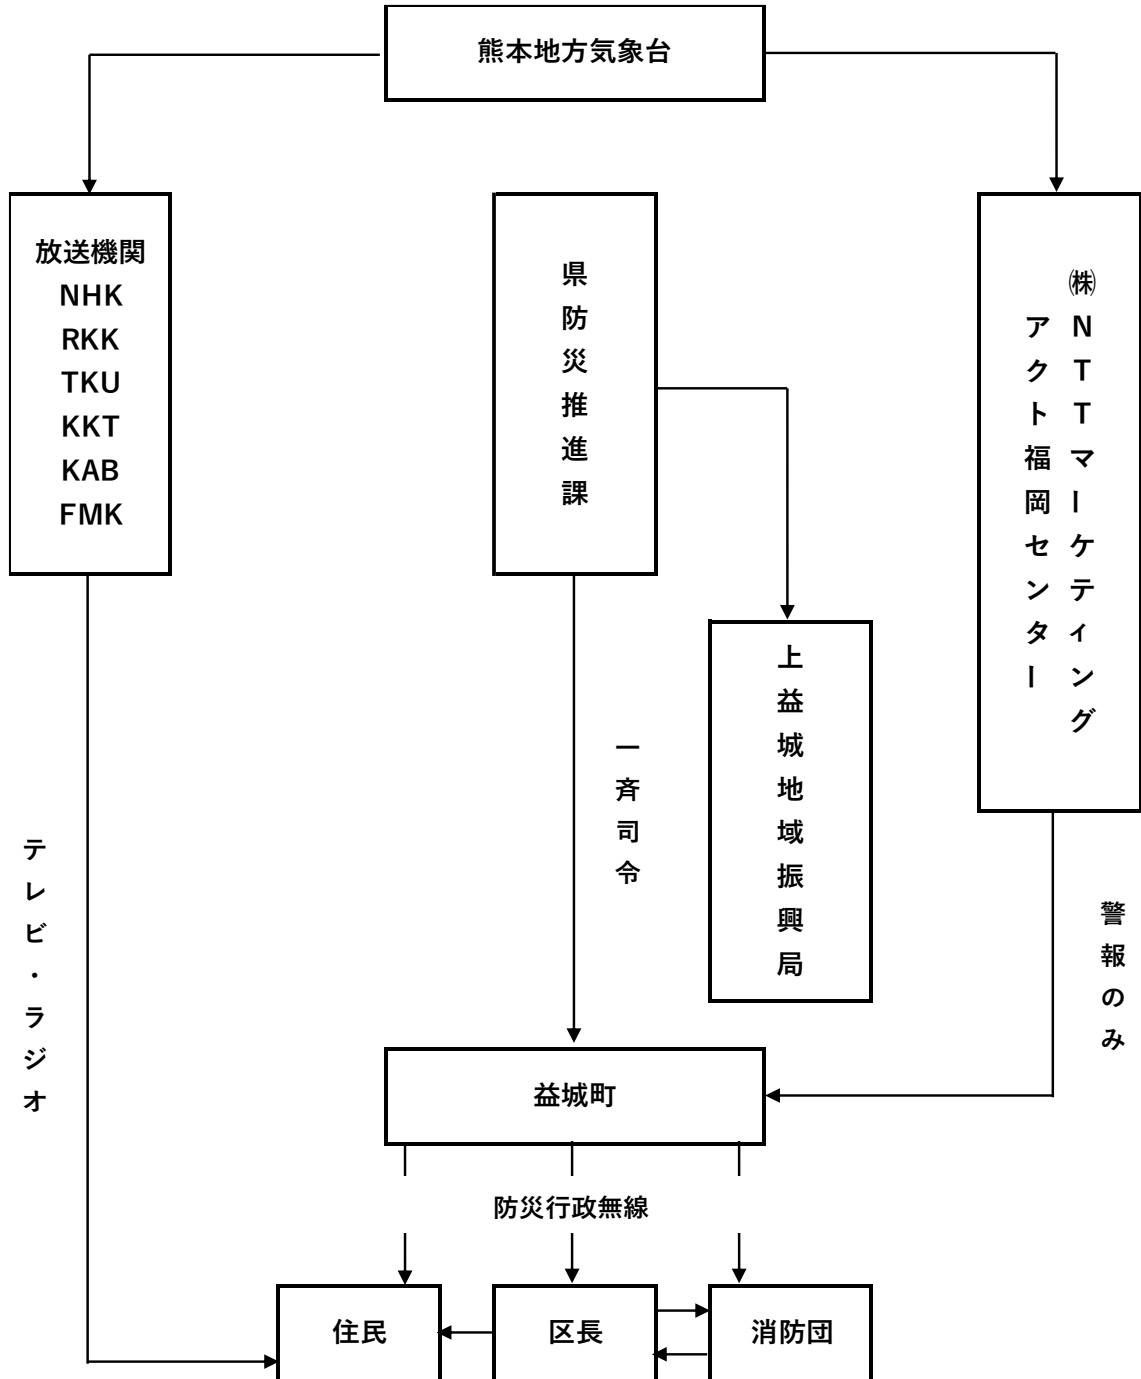 熊本地方気象台
放送機関
NHK
RKK
TKU
KKT
KAB
FMK
県防災推進課
㈱NTTマーケティング
アクト福岡センター
上益城地域振興局
一斉司令
テレビ・ラジオ
警報のみ
益城町
防災行政無線
住民
区長
消防団